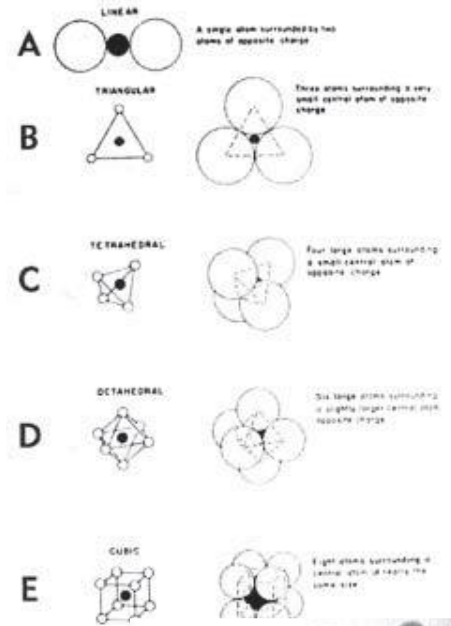 LINEAR
A
A single atom surrounded by two
atoms of opposite charge
TRIANGULAR
B
Three atoms surrounding a very
small central atom of opposite
charge
TETRAHEDRAL
C
Four large atoms surrounding
a small central atom of
opposite charge
OCTAHEDRAL
D
Six large atoms surrounding
a slightly larger central atom
opposite charge
CUBIC
E
Eight atoms surrounding a
central atom of nearly the
same size